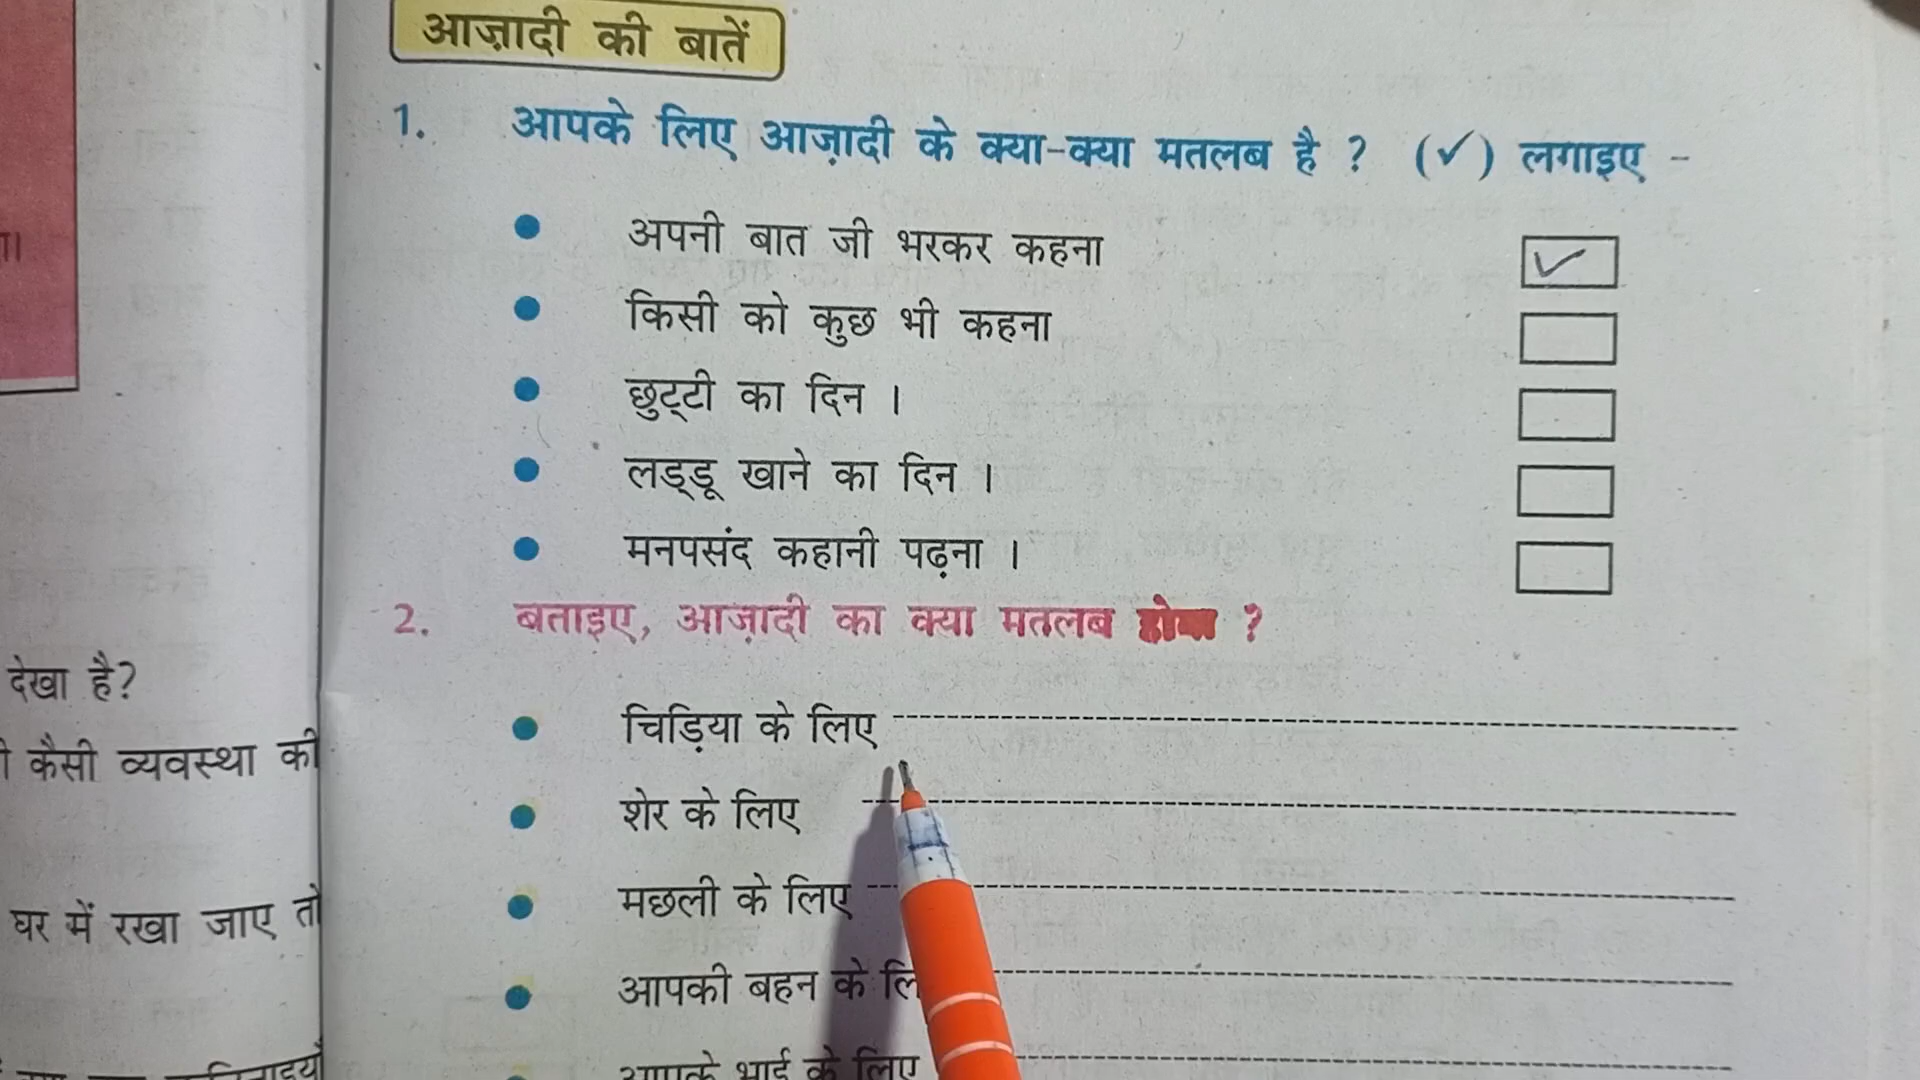 आज़ादी की बातें
1. आपके लिए आज़ादी के क्या-क्या मतलब है ? (✓) लगाइए -
• अपनी बात जी भरकर कहना ✓
• किसी को कुछ भी कहना
• छुट्टी का दिन ।
• लड्डू खाने का दिन ।
• मनपसंद कहानी पढ़ना ।
2. बताइए, आज़ादी का क्या मतलब होगा ?
• चिड़िया के लिए
• शेर के लिए
• मछली के लिए
• आपकी बहन के लि
• आपके भाई के लिए
देखा है?
कैसी व्यवस्था की
घर में रखा जाए तो